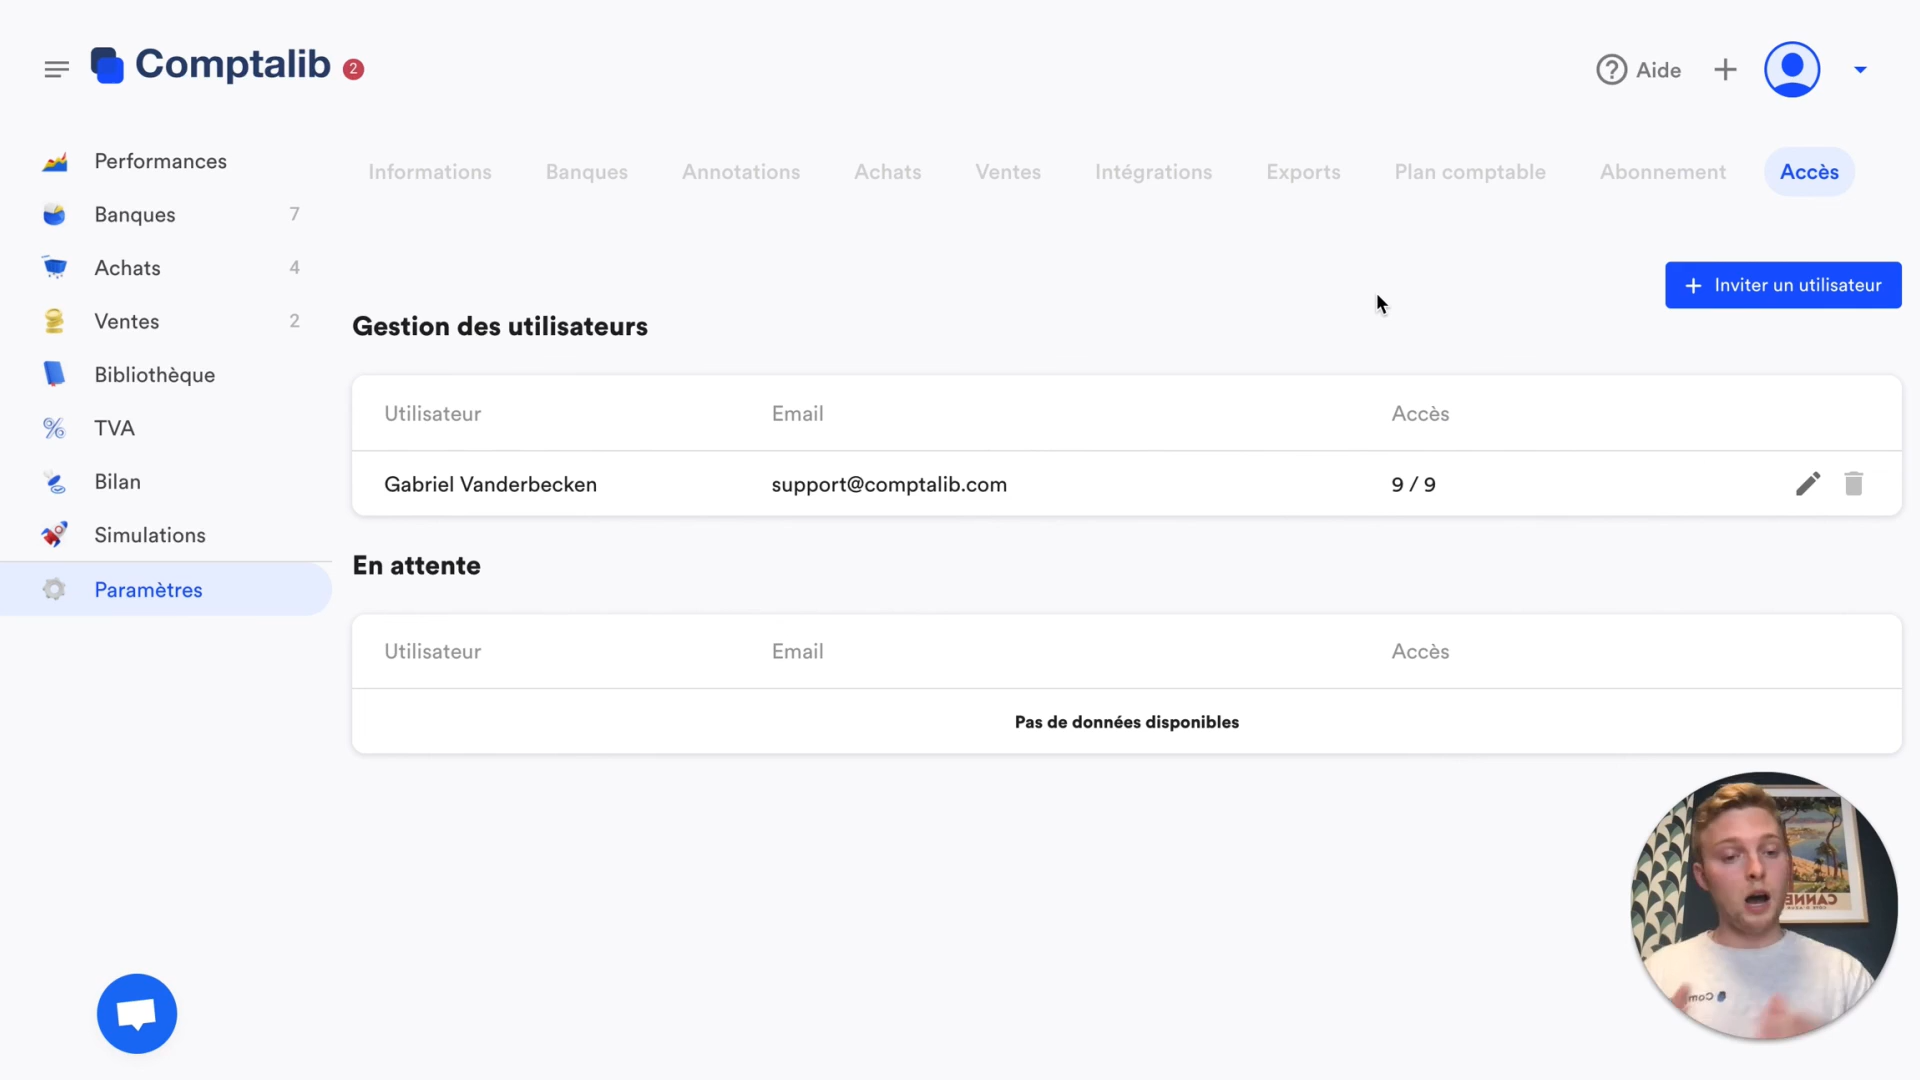 Comptalib 2
Aide
Performances
Banques 7
Achats 4
Ventes 2
Bibliothèque
TVA
Bilan
Simulations
Paramètres
Informations Banques Annotations Achats Ventes Intégrations Exports Plan comptable Abonnement Accès
+ Inviter un utilisateur
Gestion des utilisateurs
Utilisateur Email Accès
Gabriel Vanderbecken support@comptalib.com 9 / 9
En attente
Utilisateur Email Accès
Pas de données disponibles
CANNES